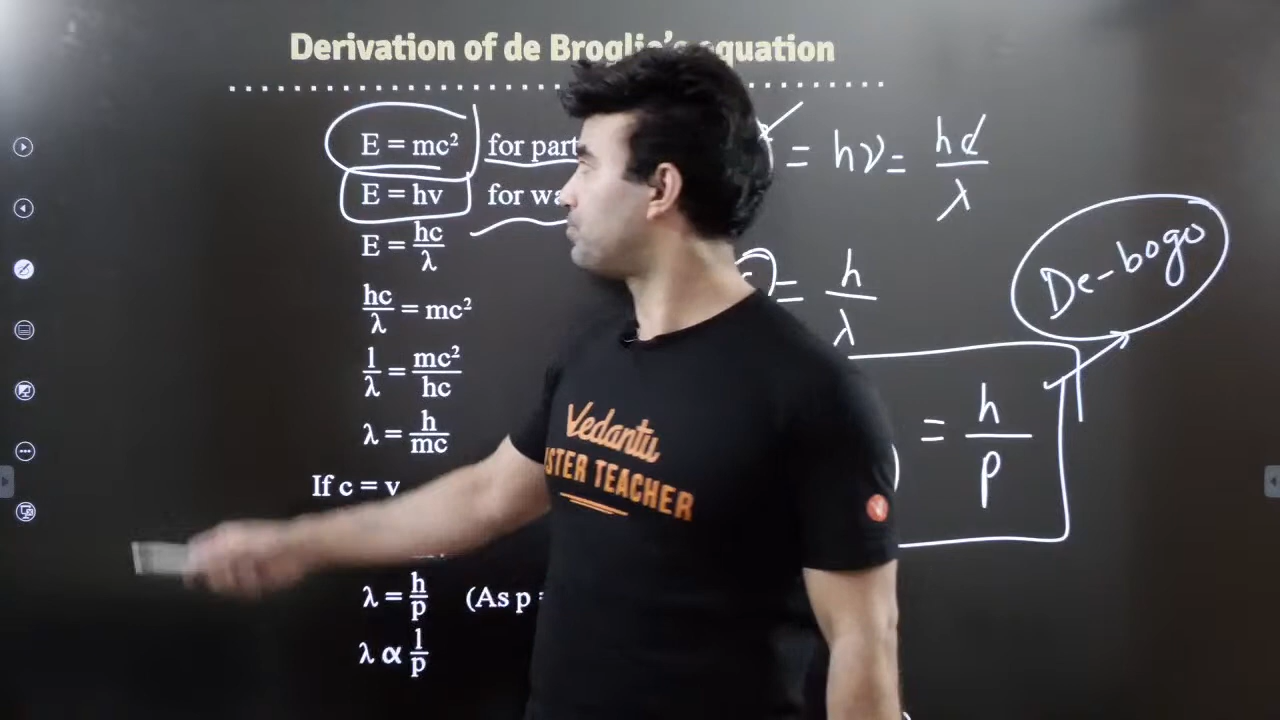 Derivation of de Broglie's equation
E = mc² for part
E = hv for wa
E = hc/λ
hc/λ = mc²
1/λ = mc²/hc
λ = h/mc
If c = v
λ = h/p (As p =
λ α 1/p
= hν = hc/λ
= h/λ
= h/p
De-bogo
Vedantu
STER TEACHER